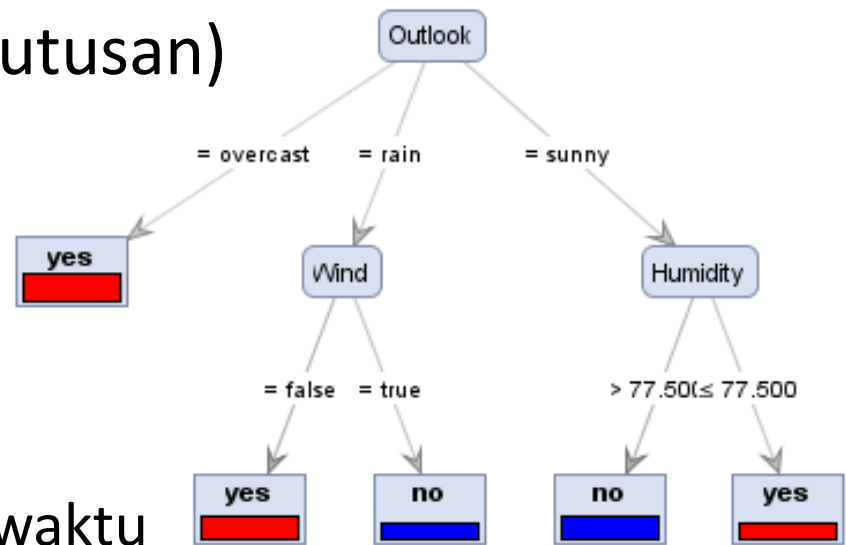 utusan)
Outlook
= overcast
= rain
= sunny
yes
Wind
Humidity
= false
= true
> 77.50(
≤ 77.500
yes
no
no
yes
waktu